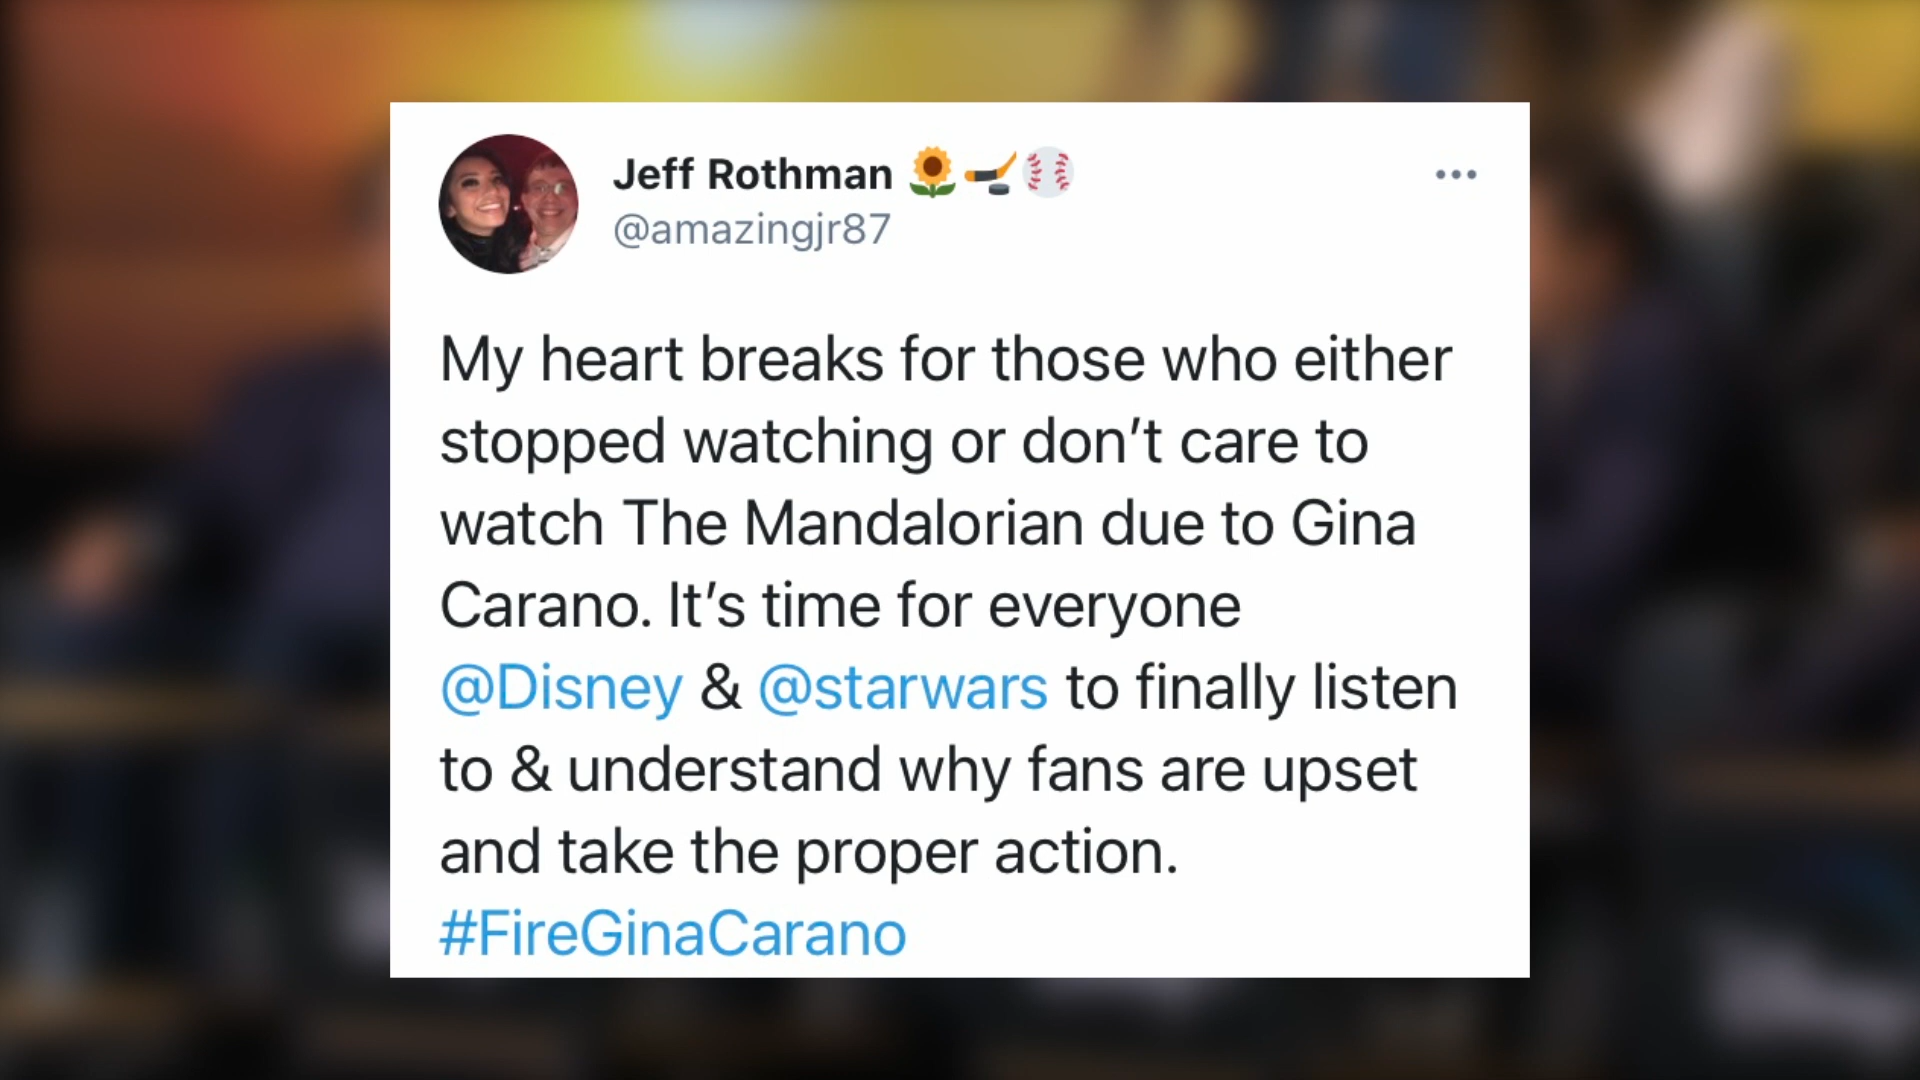 Jeff Rothman 🌻🏒⚾
@amazingjr87
My heart breaks for those who either
stopped watching or don’t care to
watch The Mandalorian due to Gina
Carano. It’s time for everyone
@Disney & @starwars to finally listen
to & understand why fans are upset
and take the proper action.
#FireGinaCarano